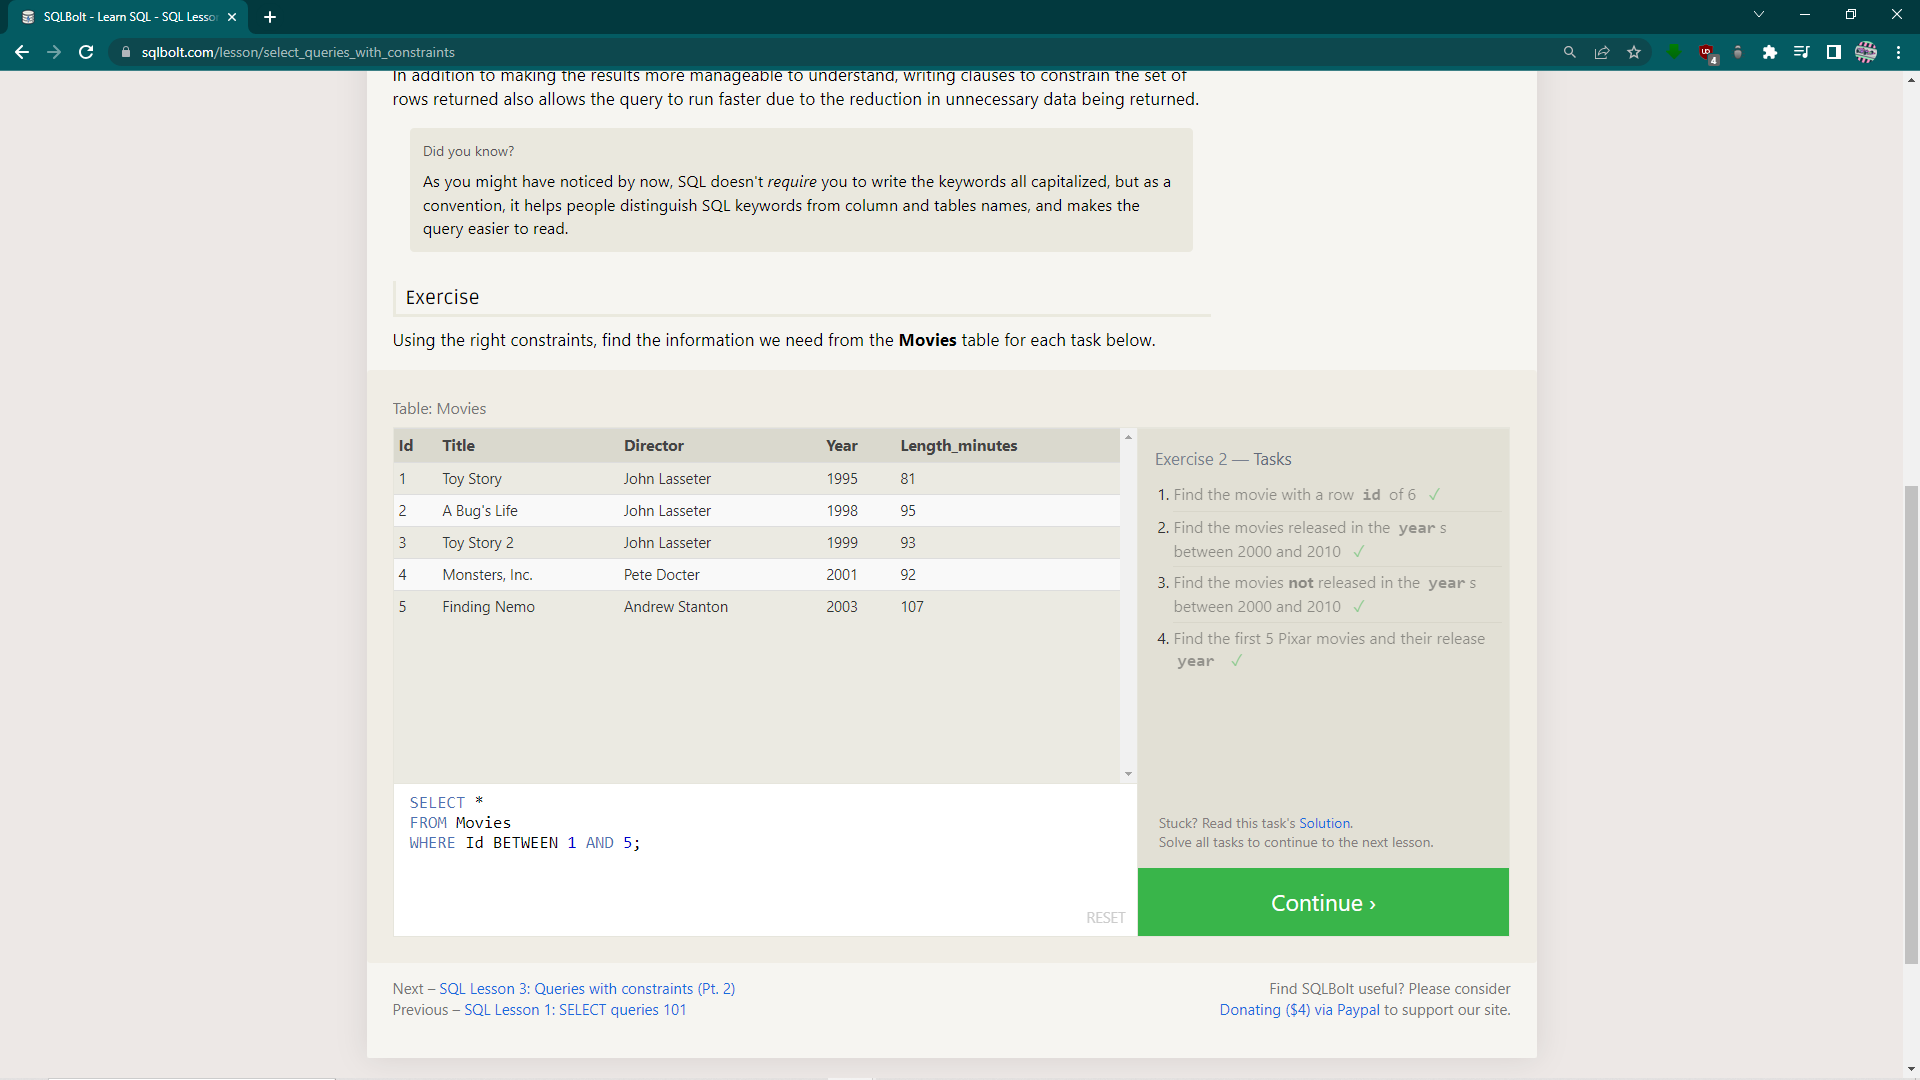 SQLBolt - Learn SQL - SQL Lesson
sqlbolt.com/lesson/select_queries_with_constraints
4
In addition to making the results more manageable to understand, writing clauses to constrain the set of
rows returned also allows the query to run faster due to the reduction in unnecessary data being returned.
Did you know?
As you might have noticed by now, SQL doesn't require you to write the keywords all capitalized, but as a
convention, it helps people distinguish SQL keywords from column and tables names, and makes the
query easier to read.
Exercise
Using the right constraints, find the information we need from the Movies table for each task below.
Table: Movies
Id Title Director Year Length_minutes
1 Toy Story John Lasseter 1995 81
2 A Bug's Life John Lasseter 1998 95
3 Toy Story 2 John Lasseter 1999 93
4 Monsters, Inc. Pete Docter 2001 92
5 Finding Nemo Andrew Stanton 2003 107
SELECT *
FROM Movies
WHERE Id BETWEEN 1 AND 5;
RESET
Exercise 2 — Tasks
1. Find the movie with a row id of 6 ✓
2. Find the movies released in the year s
between 2000 and 2010 ✓
3. Find the movies not released in the year s
between 2000 and 2010 ✓
4. Find the first 5 Pixar movies and their release
year ✓
Stuck? Read this task's Solution.
Solve all tasks to continue to the next lesson.
Continue ›
Next – SQL Lesson 3: Queries with constraints (Pt. 2)
Previous – SQL Lesson 1: SELECT queries 101
Find SQLBolt useful? Please consider
Donating ($4) via Paypal to support our site.